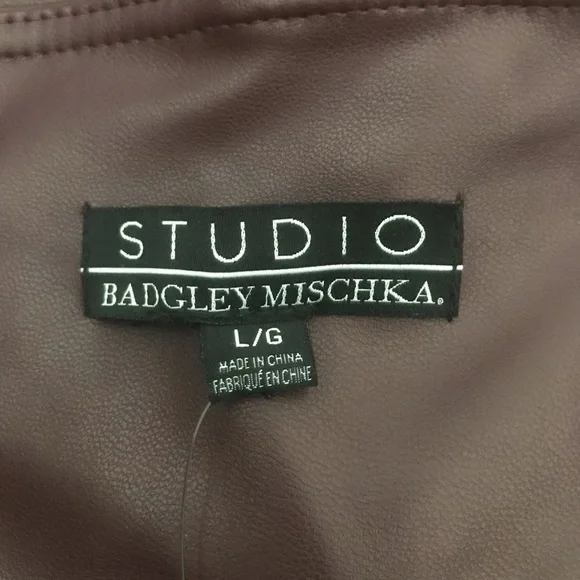 STUDIO
BADGLEY MISCHKA®
L/G
MADE IN CHINA
FABRIQUÉ EN CHINE